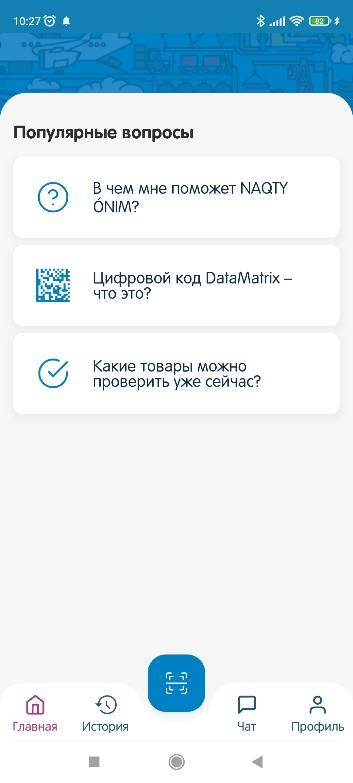 10:27
82
Популярные вопросы
В чем мне поможет NAQTY
ÓNIM?
Цифровой код DataMatrix –
что это?
Какие товары можно
проверить уже сейчас?
Главная
История
Чат
Профиль